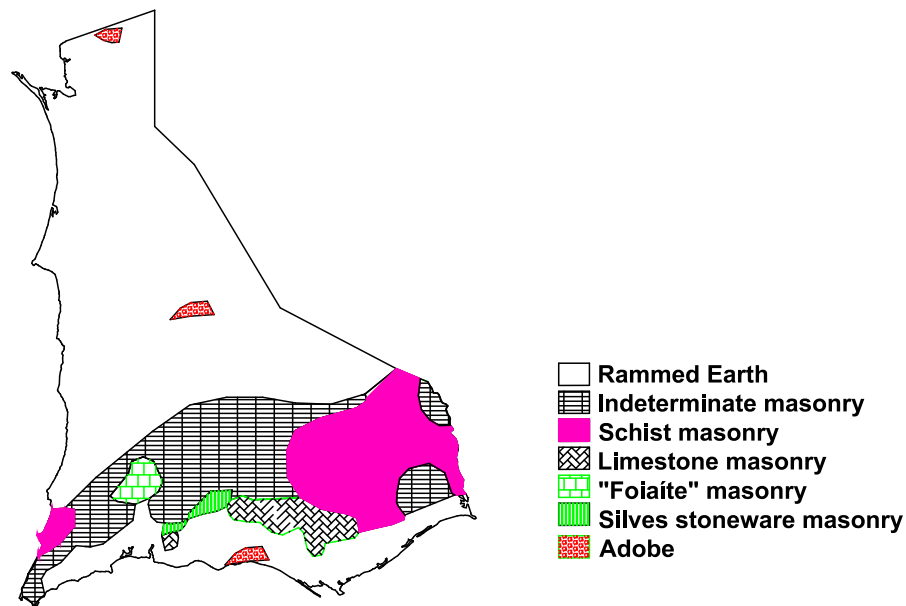 Rammed Earth
Indeterminate masonry
Schist masonry
Limestone masonry
"Foiaíte" masonry
Silves stoneware masonry
Adobe